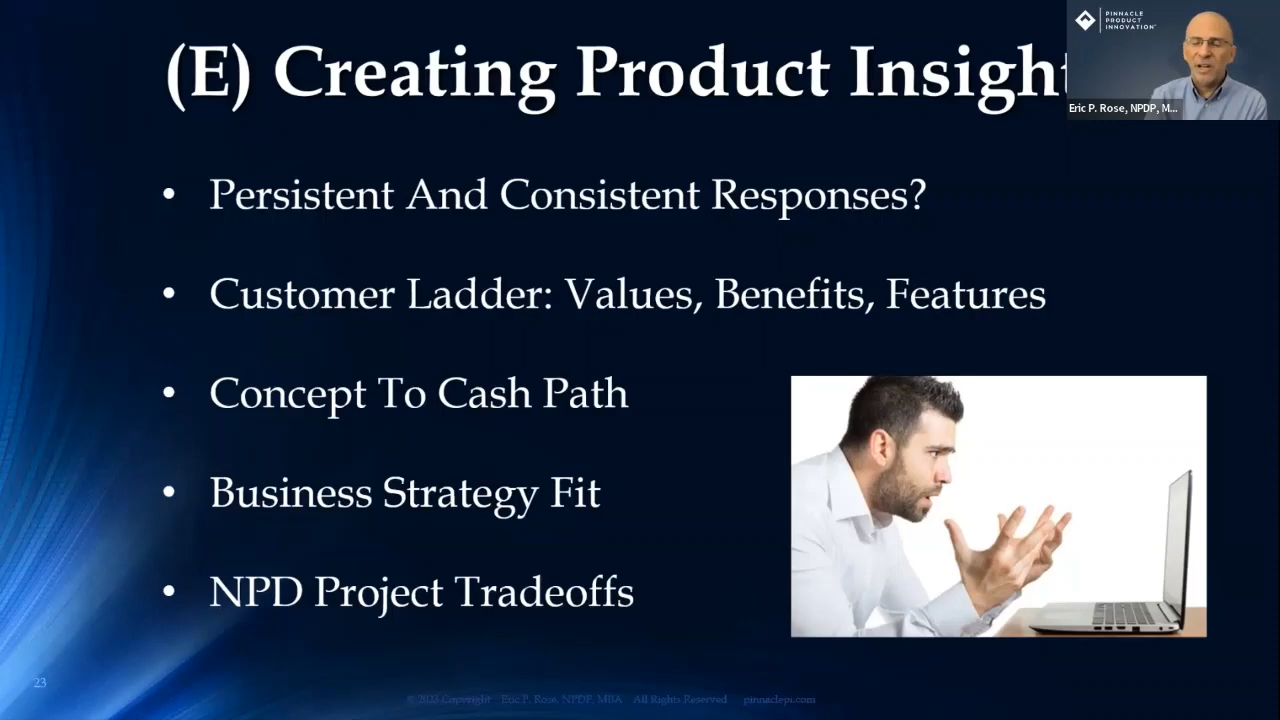 (E) Creating Product Insight
PINNACLE
PRODUCT
INNOVATION
Eric P. Rose, NPDP, M...
• Persistent And Consistent Responses?
• Customer Ladder: Values, Benefits, Features
• Concept To Cash Path
• Business Strategy Fit
• NPD Project Tradeoffs
23
© 2023 Copyright Eric P. Rose, NPDP, MBA All Rights Reserved pinnaclepi.com